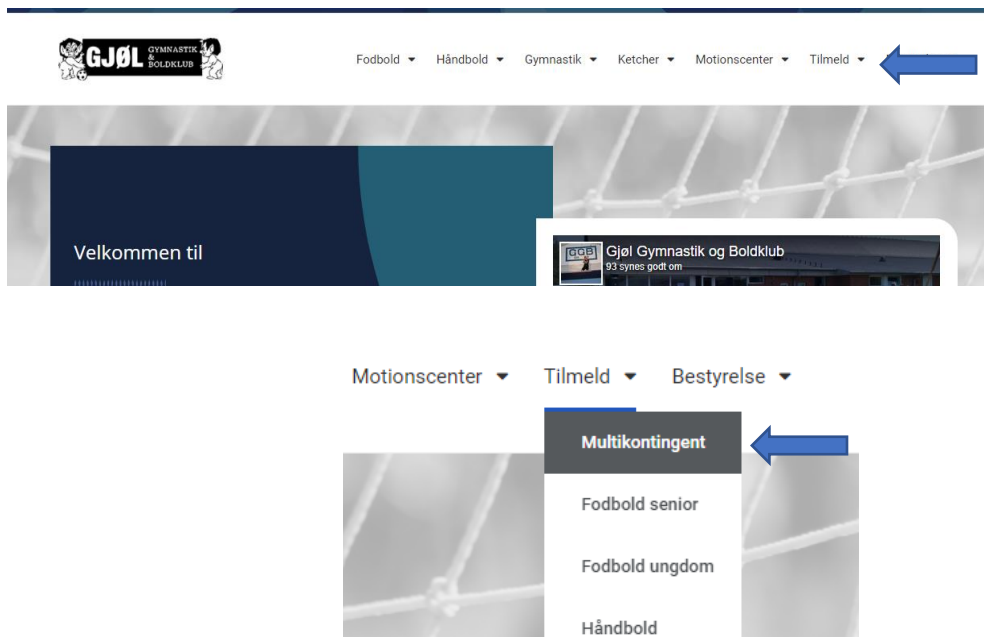 GJØL GYMNASTIK & BOLDKLUB
Fodbold Håndbold Gymnastik Ketcher Motionscenter Tilmeld
Velkommen til
GGB
Gjøl Gymnastik og Boldklub
93 synes godt om
Motionscenter Tilmeld Bestyrelse
Multikontingent
Fodbold senior
Fodbold ungdom
Håndbold